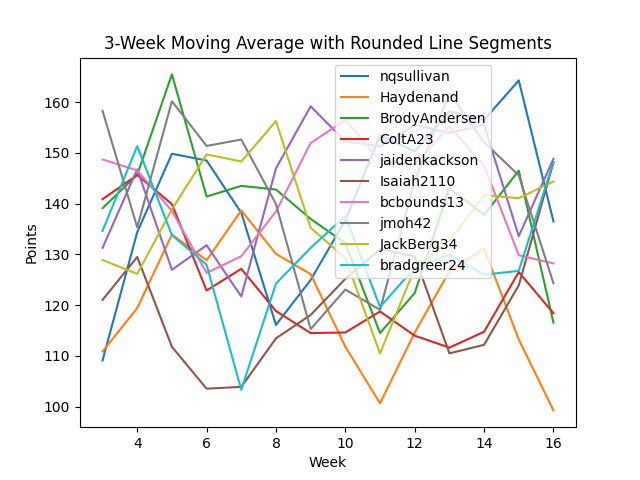 3-Week Moving Average with Rounded Line Segments
nqsullivan
Haydenand
BrodyAndersen
ColtA23
jaidenkackson
Isaiah2110
bcbounds13
jmoh42
JackBerg34
bradgreer24
Points
160
150
140
130
120
110
100
4 6 8 10 12 14 16
Week